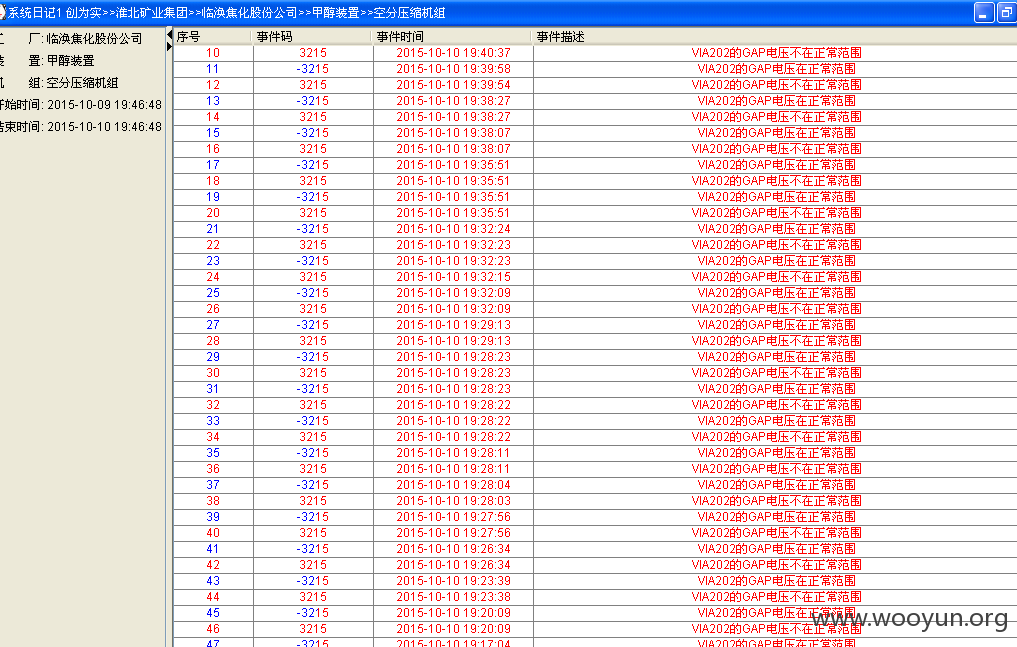 系统日记1 创为实>>淮北矿业集团>>临涣焦化股份公司>>甲醇装置>>空分压缩机组
厂: 临涣焦化股份公司
置: 甲醇装置
组: 空分压缩机组
开始时间: 2015-10-09 19:46:48
结束时间: 2015-10-10 19:46:48
序号 事件码 事件时间 事件描述
10 3215 2015-10-10 19:40:37 VIA202的GAP电压不在正常范围
11 -3215 2015-10-10 19:39:58 VIA202的GAP电压在正常范围
12 3215 2015-10-10 19:39:54 VIA202的GAP电压不在正常范围
13 -3215 2015-10-10 19:38:27 VIA202的GAP电压在正常范围
14 3215 2015-10-10 19:38:27 VIA202的GAP电压不在正常范围
15 -3215 2015-10-10 19:38:07 VIA202的GAP电压在正常范围
16 3215 2015-10-10 19:38:07 VIA202的GAP电压不在正常范围
17 -3215 2015-10-10 19:35:51 VIA202的GAP电压在正常范围
18 3215 2015-10-10 19:35:51 VIA202的GAP电压不在正常范围
19 -3215 2015-10-10 19:35:51 VIA202的GAP电压在正常范围
20 3215 2015-10-10 19:35:51 VIA202的GAP电压不在正常范围
21 -3215 2015-10-10 19:32:24 VIA202的GAP电压在正常范围
22 3215 2015-10-10 19:32:23 VIA202的GAP电压不在正常范围
23 -3215 2015-10-10 19:32:23 VIA202的GAP电压在正常范围
24 3215 2015-10-10 19:32:15 VIA202的GAP电压不在正常范围
25 -3215 2015-10-10 19:32:09 VIA202的GAP电压在正常范围
26 3215 2015-10-10 19:32:09 VIA202的GAP电压不在正常范围
27 -3215 2015-10-10 19:29:13 VIA202的GAP电压在正常范围
28 3215 2015-10-10 19:29:13 VIA202的GAP电压不在正常范围
29 -3215 2015-10-10 19:28:23 VIA202的GAP电压在正常范围
30 3215 2015-10-10 19:28:23 VIA202的GAP电压不在正常范围
31 -3215 2015-10-10 19:28:23 VIA202的GAP电压在正常范围
32 3215 2015-10-10 19:28:22 VIA202的GAP电压不在正常范围
33 -3215 2015-10-10 19:28:22 VIA202的GAP电压在正常范围
34 3215 2015-10-10 19:28:22 VIA202的GAP电压不在正常范围
35 -3215 2015-10-10 19:28:11 VIA202的GAP电压在正常范围
36 3215 2015-10-10 19:28:11 VIA202的GAP电压不在正常范围
37 -3215 2015-10-10 19:28:04 VIA202的GAP电压在正常范围
38 3215 2015-10-10 19:28:03 VIA202的GAP电压不在正常范围
39 -3215 2015-10-10 19:27:56 VIA202的GAP电压在正常范围
40 3215 2015-10-10 19:27:56 VIA202的GAP电压不在正常范围
41 -3215 2015-10-10 19:26:34 VIA202的GAP电压在正常范围
42 3215 2015-10-10 19:26:34 VIA202的GAP电压不在正常范围
43 -3215 2015-10-10 19:23:39 VIA202的GAP电压在正常范围
44 3215 2015-10-10 19:23:38 VIA202的GAP电压不在正常范围
45 -3215 2015-10-10 19:20:09 VIA202的GAP电压在正常范围
46 3215 2015-10-10 19:20:09 VIA202的GAP电压不在正常范围
47 -3215 2015-10-10 19:17:04 VIA202的GAP电压在正常范围
www.wooyun.org